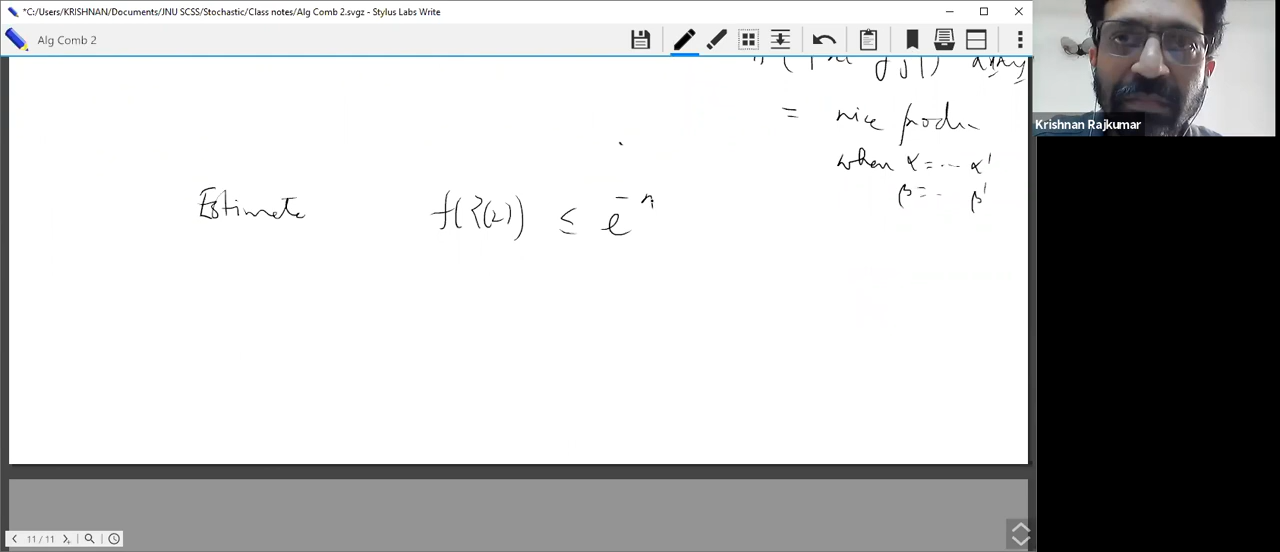 *C:/Users/KRISHNAN/Documents/JNU SCSS/Stochastic/Class notes/Alg Comb 2.svgz - Stylus Labs Write
Alg Comb 2
Krishnan Rajkumar
= nice produ
when α = ... α'
β = .. β'
Estimate f(ζ(2)) ≤ e^{-n}
11 / 11